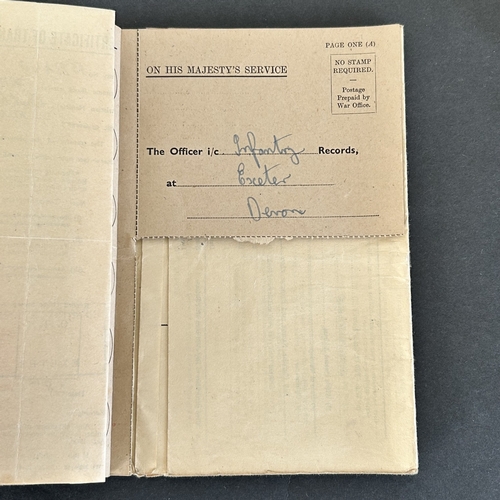 PAGE ONE (A)
ON HIS MAJESTY'S SERVICE
NO STAMP
REQUIRED.
—
Postage
Prepaid by
War Office.
The Officer i/c Infantry Records,
at Exeter
Devon